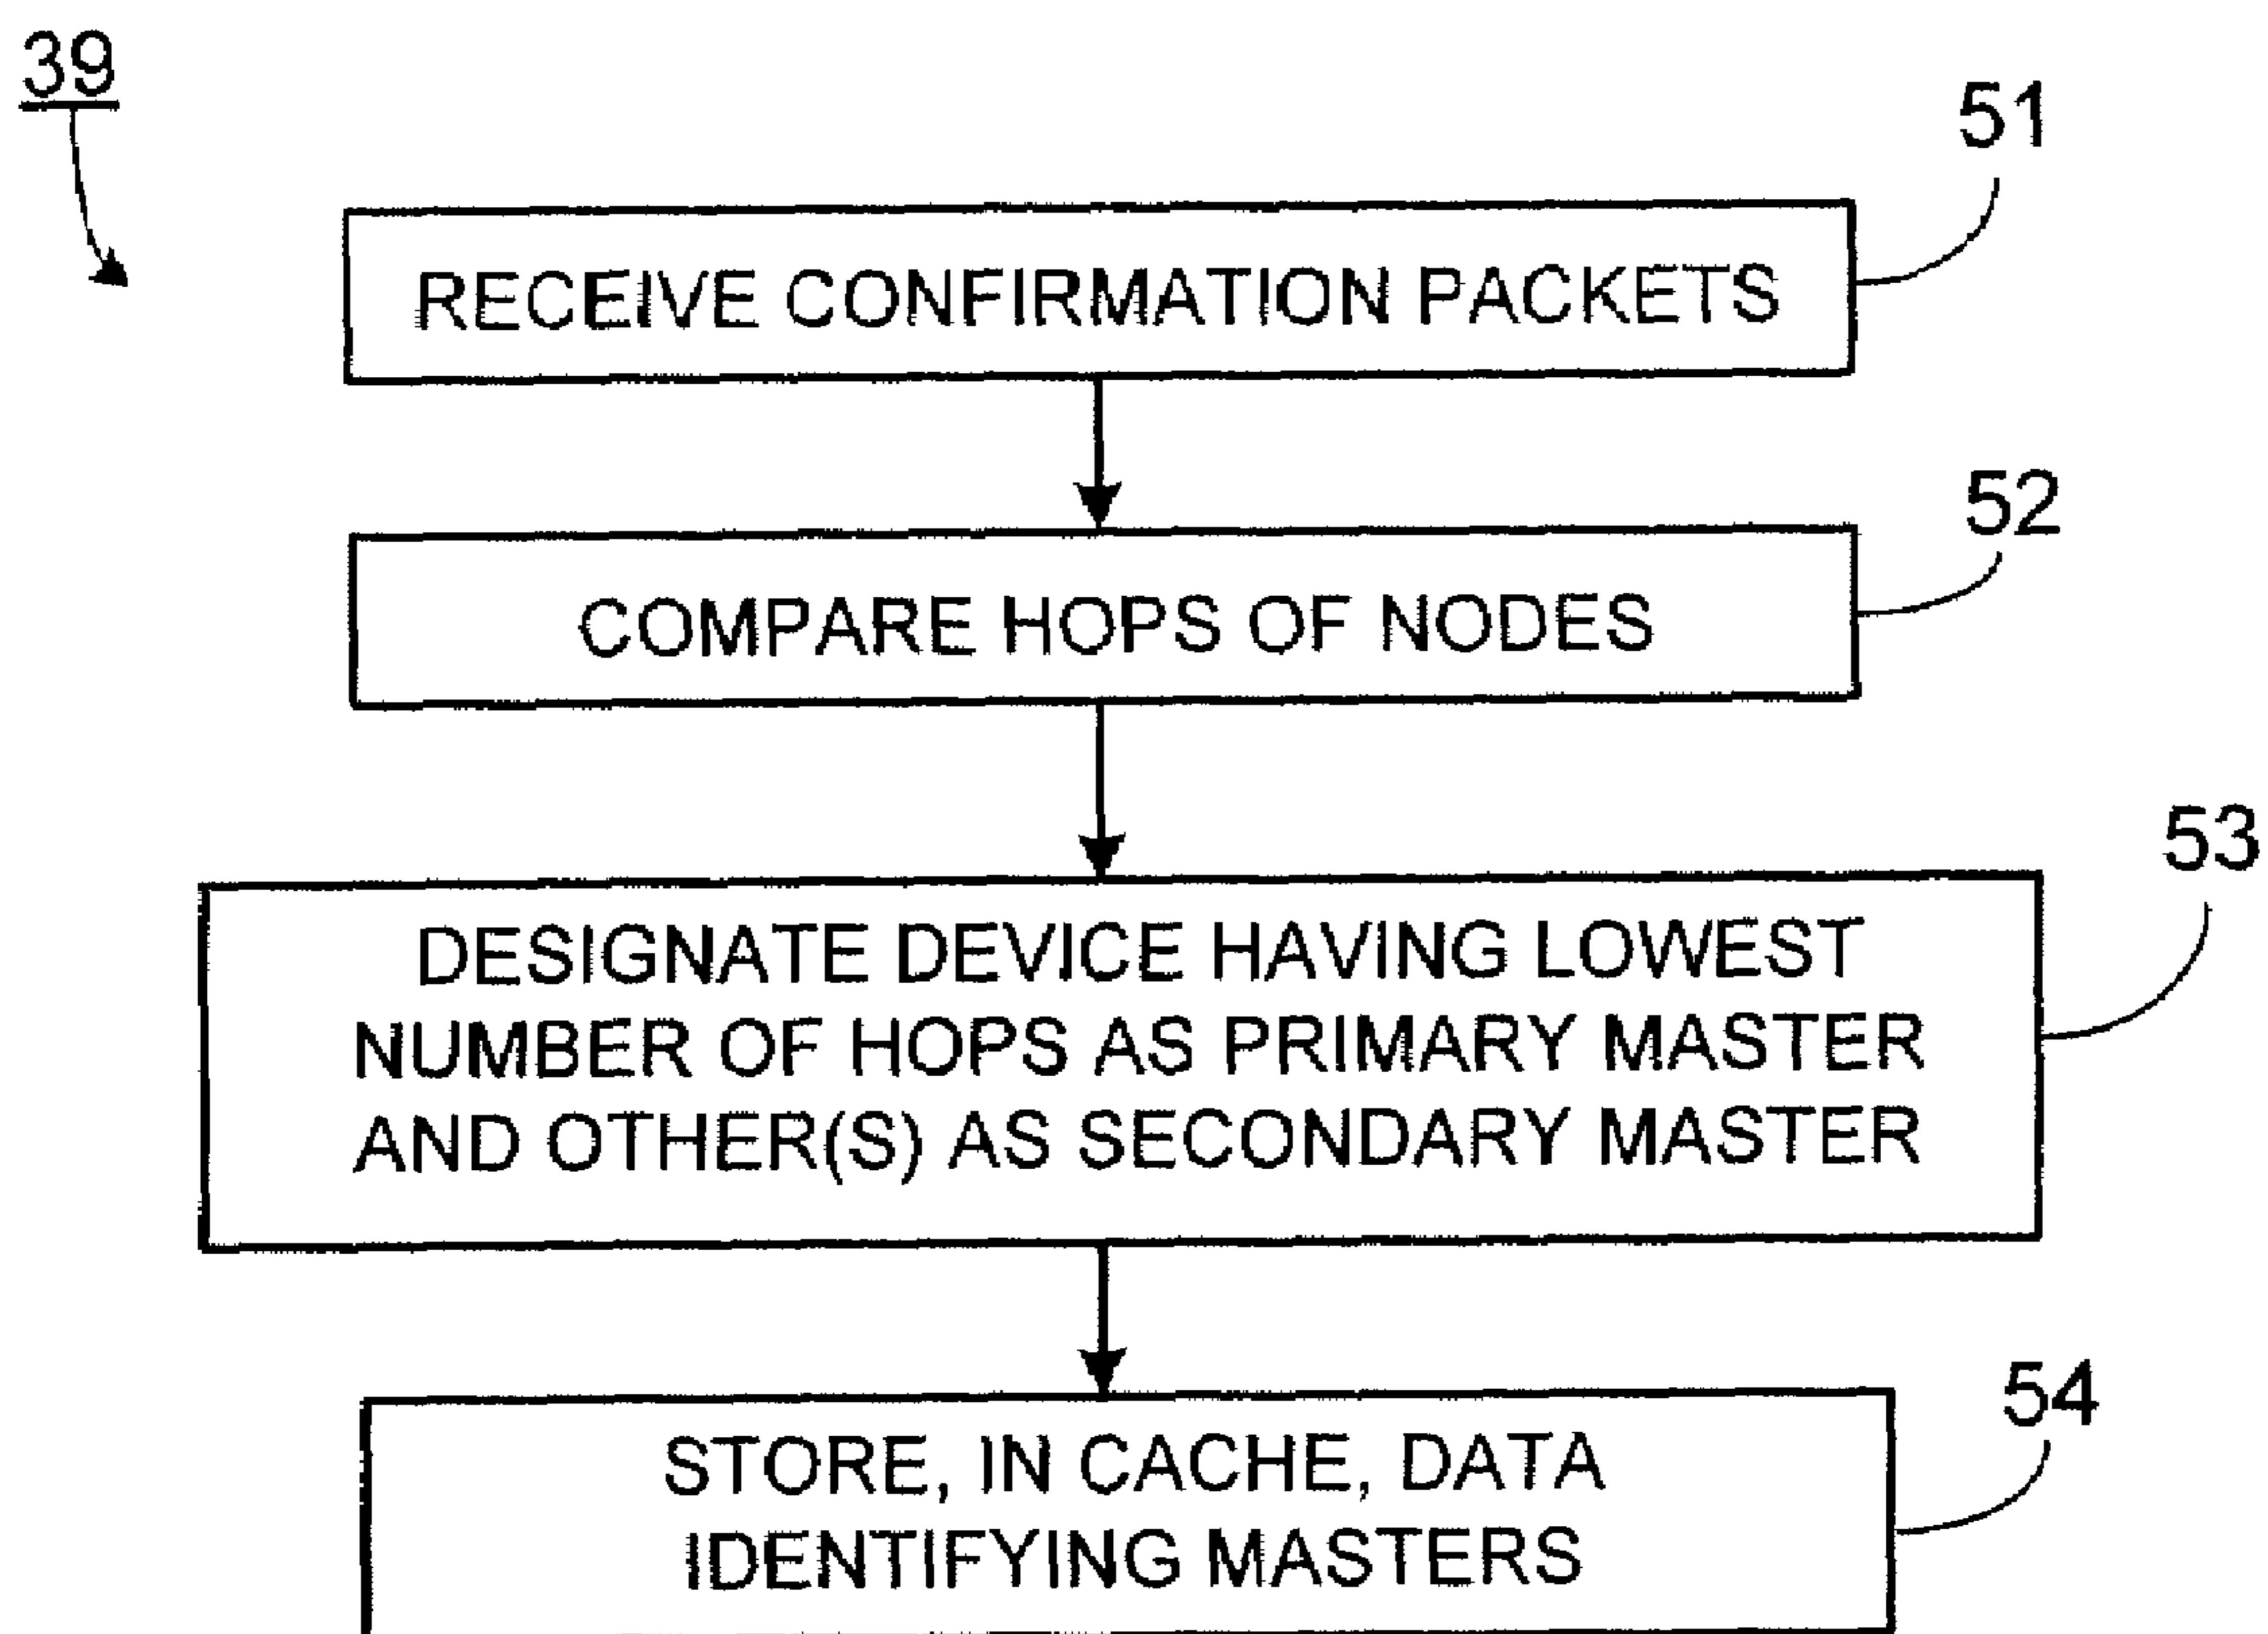 39
51
RECEIVE CONFIRMATION PACKETS
52
COMPARE HOPS OF NODES
53
DESIGNATE DEVICE HAVING LOWEST
NUMBER OF HOPS AS PRIMARY MASTER
AND OTHER(S) AS SECONDARY MASTER
54
STORE, IN CACHE, DATA
IDENTIFYING MASTERS